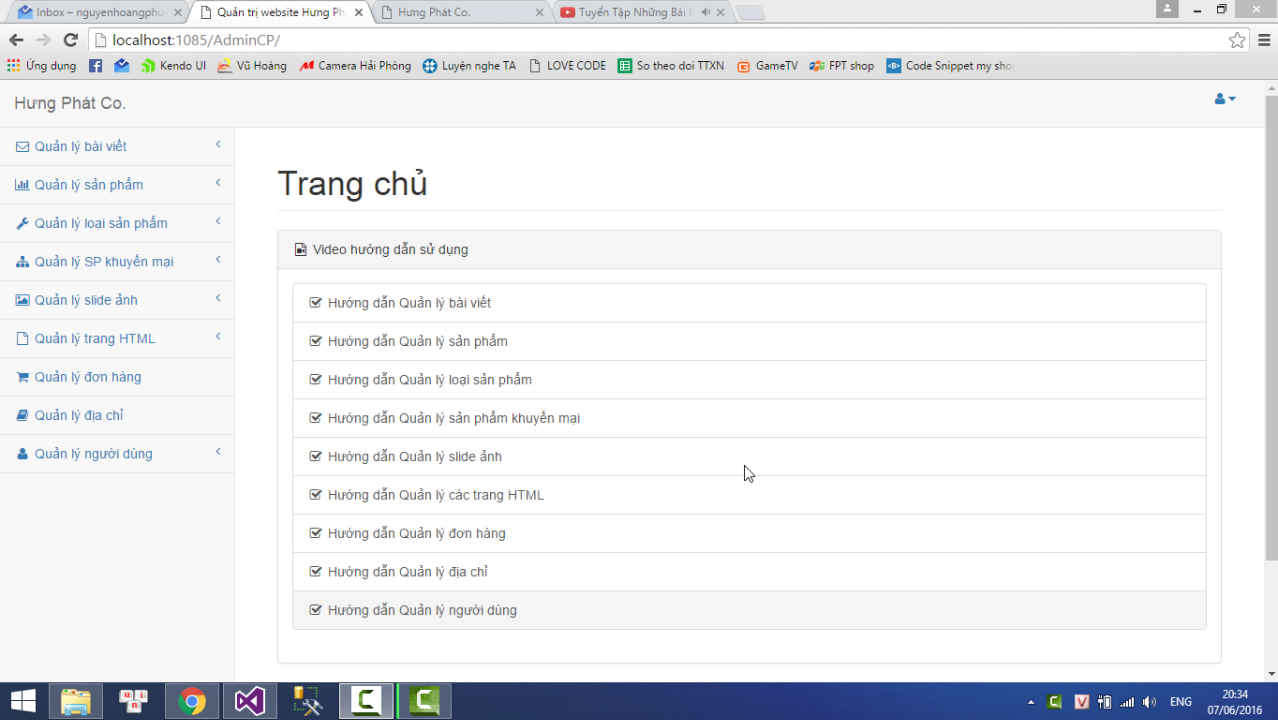 Inbox – nguyenhoangphu
Quản trị website Hưng Ph
Hưng Phát Co.
Tuyển Tập Những Bài H
localhost:1085/AdminCP/
Ứng dụng
Kendo UI
Vũ Hoàng
Camera Hải Phòng
Luyện nghe TA
LOVE CODE
So theo doi TTXN
GameTV
FPT shop
Code Snippet my shop
Hưng Phát Co.
Quản lý bài viết
Quản lý sản phẩm
Quản lý loại sản phẩm
Quản lý SP khuyến mại
Quản lý slide ảnh
Quản lý trang HTML
Quản lý đơn hàng
Quản lý địa chỉ
Quản lý người dùng
Trang chủ
Video hướng dẫn sử dụng
Hướng dẫn Quản lý bài viết
Hướng dẫn Quản lý sản phẩm
Hướng dẫn Quản lý loại sản phẩm
Hướng dẫn Quản lý sản phẩm khuyến mại
Hướng dẫn Quản lý slide ảnh
Hướng dẫn Quản lý các trang HTML
Hướng dẫn Quản lý đơn hàng
Hướng dẫn Quản lý địa chỉ
Hướng dẫn Quản lý người dùng
ENG
20:34
07/06/2016